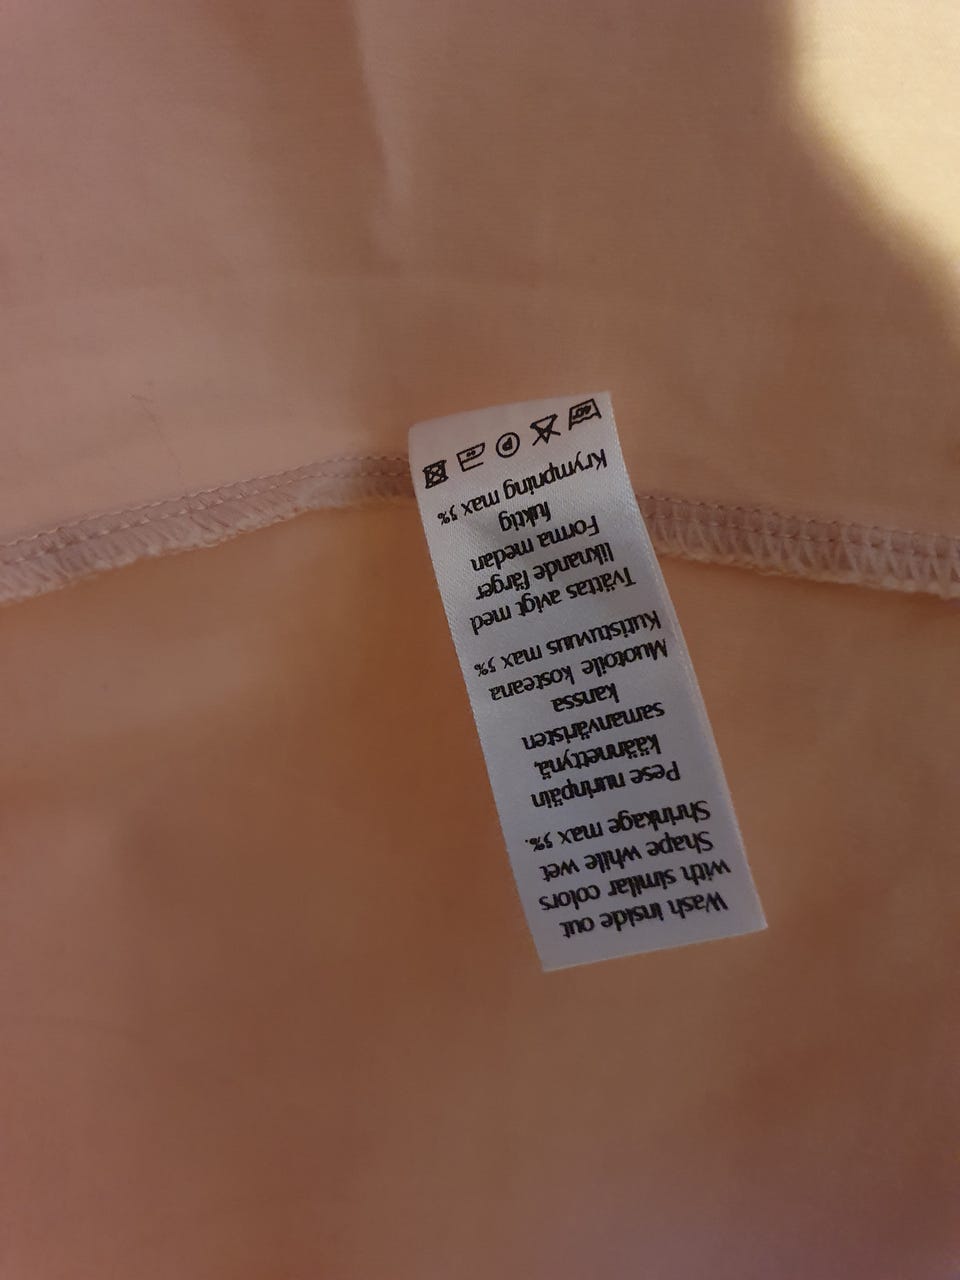 Wash inside out
with similar colors
Shape while wet
Shrinkage max 5%.
Pese nurinpäin
käännettynä,
samanväristen
kanssa
Muotoile kosteana
Kutistuvuus max 5%
Tvättas avigt med
liknande färger
Forma medan
fuktig
Krympning max 5%
40° P